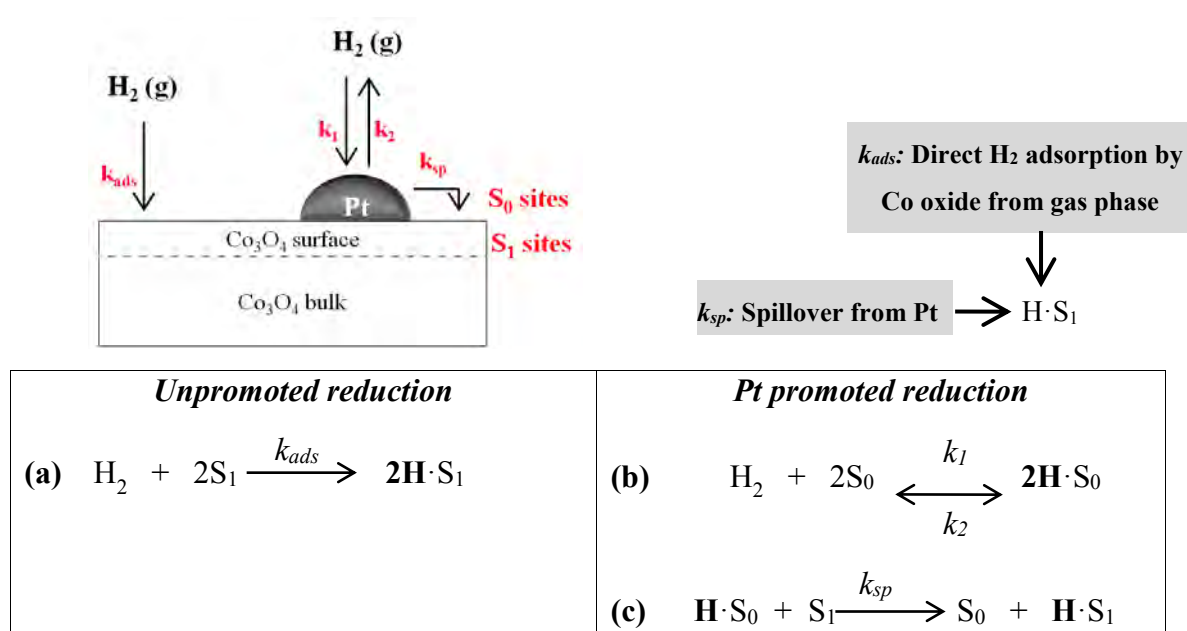 H₂ (g)
H₂ (g)
k₁
k₂
kₐdₛ
kₛₚ
Pt
S₀ sites
Co₃O₄ surface
S₁ sites
Co₃O₄ bulk
kads: Direct H₂ adsorption by
Co oxide from gas phase
ksp: Spillover from Pt
H·S₁
Unpromoted reduction
(a) H₂ + 2S₁ kads 2H·S₁
Pt promoted reduction
k1
(b) H₂ + 2S₀ 2H·S₀
k2
ksp
(c) H·S₀ + S₁ S₀ + H·S₁